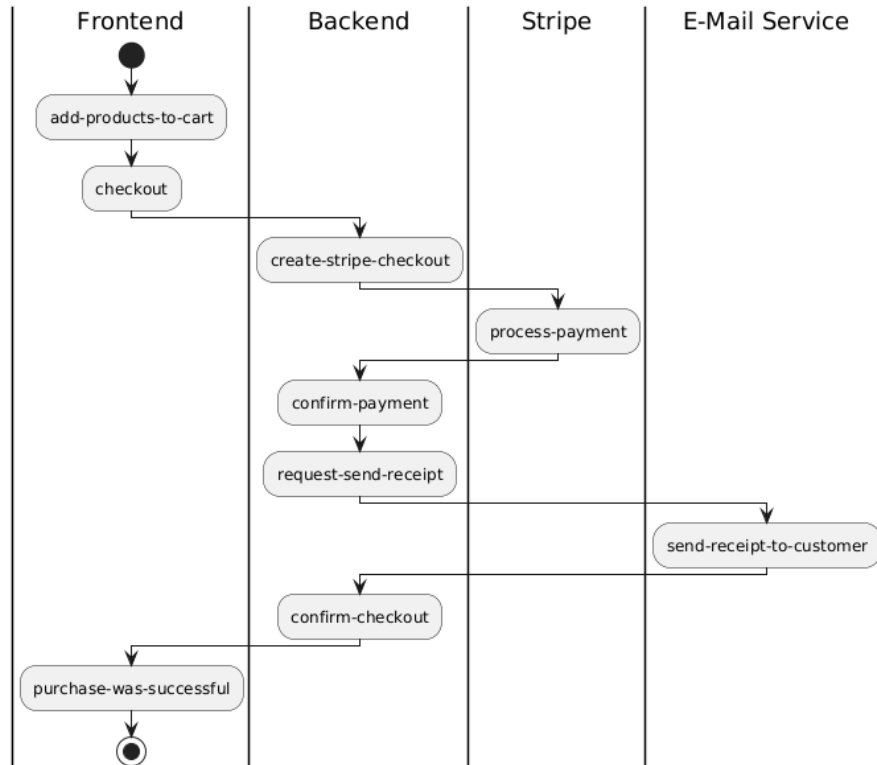 Frontend
Backend
Stripe
E-Mail Service
add-products-to-cart
checkout
create-stripe-checkout
process-payment
confirm-payment
request-send-receipt
send-receipt-to-customer
confirm-checkout
purchase-was-successful